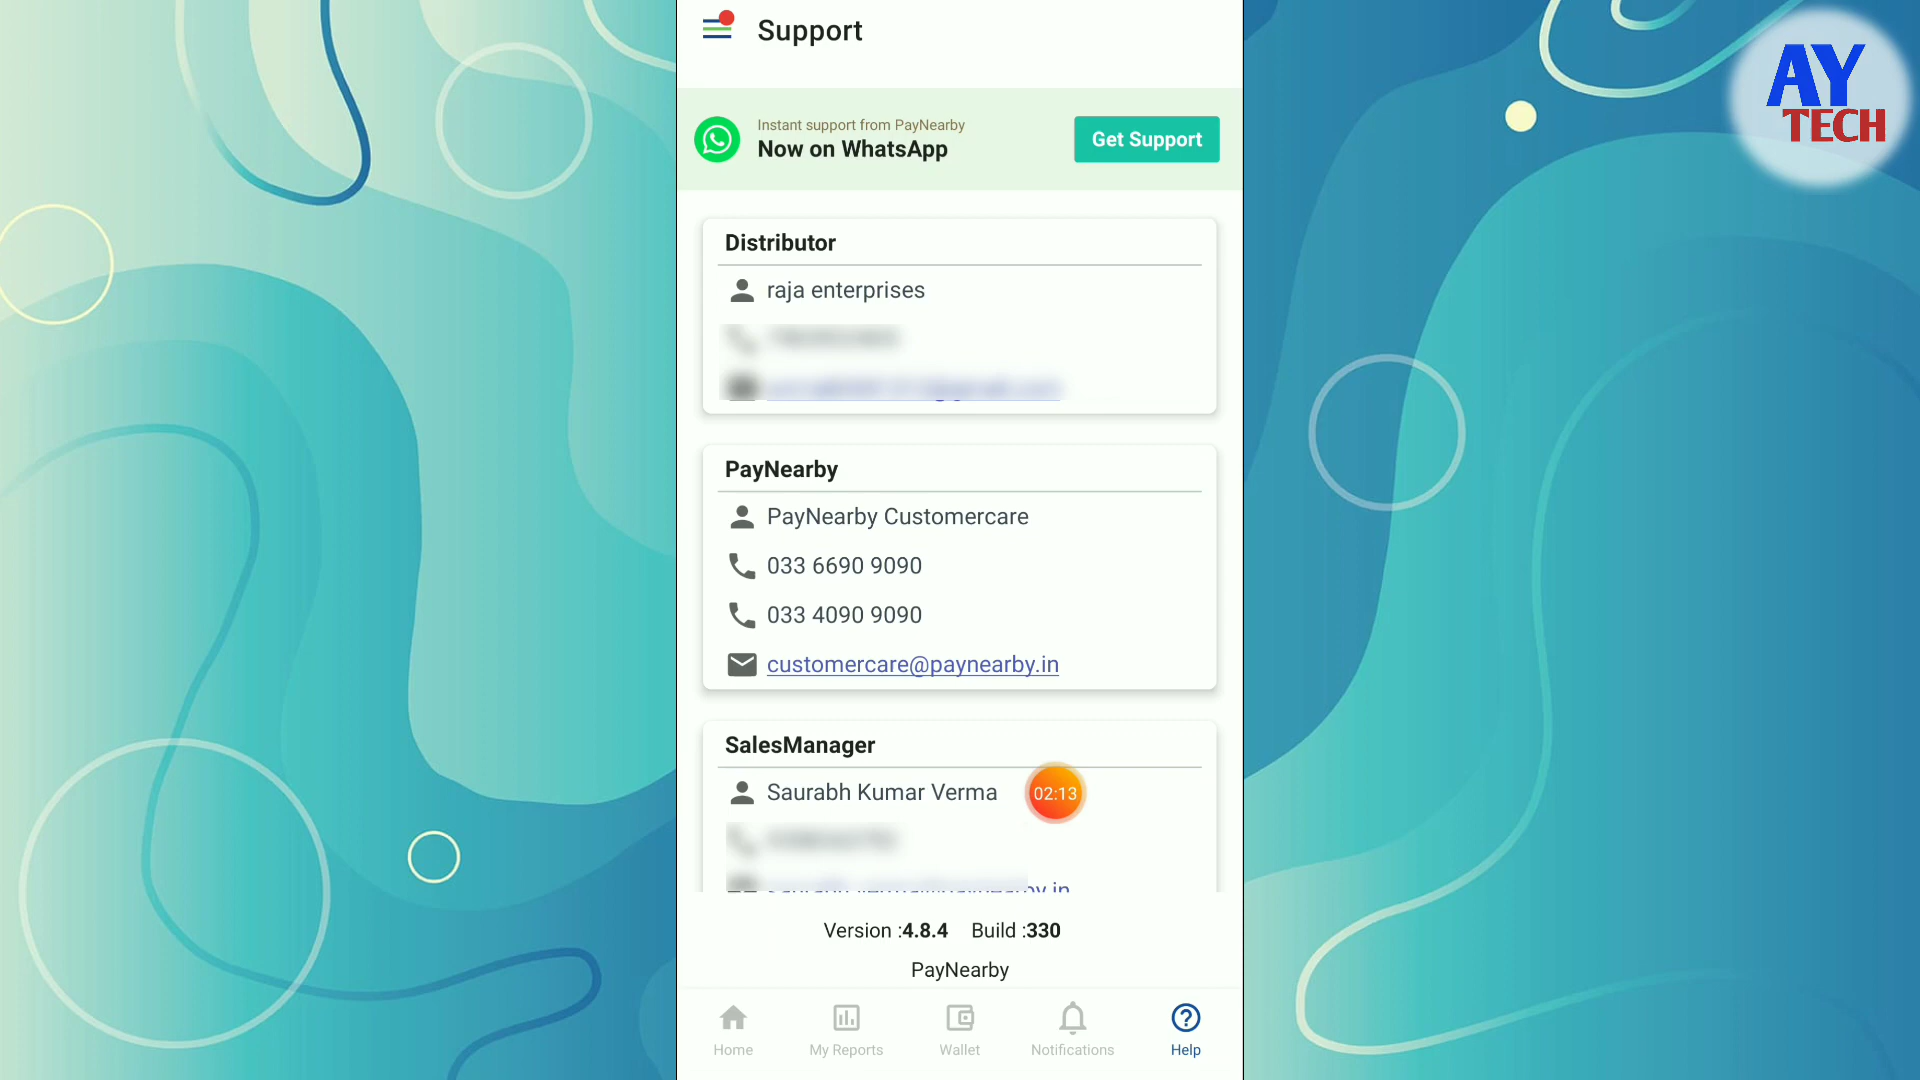 Support
AY
TECH
Instant support from PayNearby
Now on WhatsApp
Get Support
Distributor
raja enterprises
PayNearby
PayNearby Customercare
033 6690 9090
033 4090 9090
customercare@paynearby.in
SalesManager
Saurabh Kumar Verma
02:13
Version :4.8.4 Build :330
PayNearby
Home
My Reports
Wallet
Notifications
Help